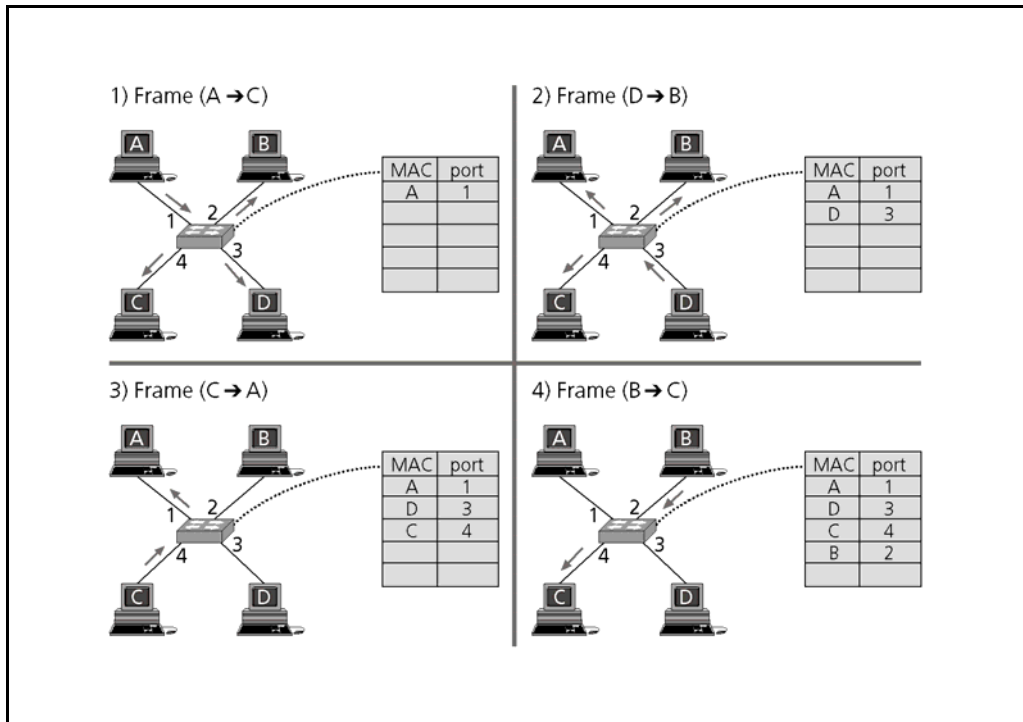 1) Frame (A ➔ C)
A
B
1
2
3
4
C
D
MAC port
A 1
2) Frame (D ➔ B)
A
B
1
2
3
4
C
D
MAC port
A 1
D 3
3) Frame (C ➔ A)
A
B
1
2
3
4
C
D
MAC port
A 1
D 3
C 4
4) Frame (B ➔ C)
A
B
1
2
3
4
C
D
MAC port
A 1
D 3
C 4
B 2